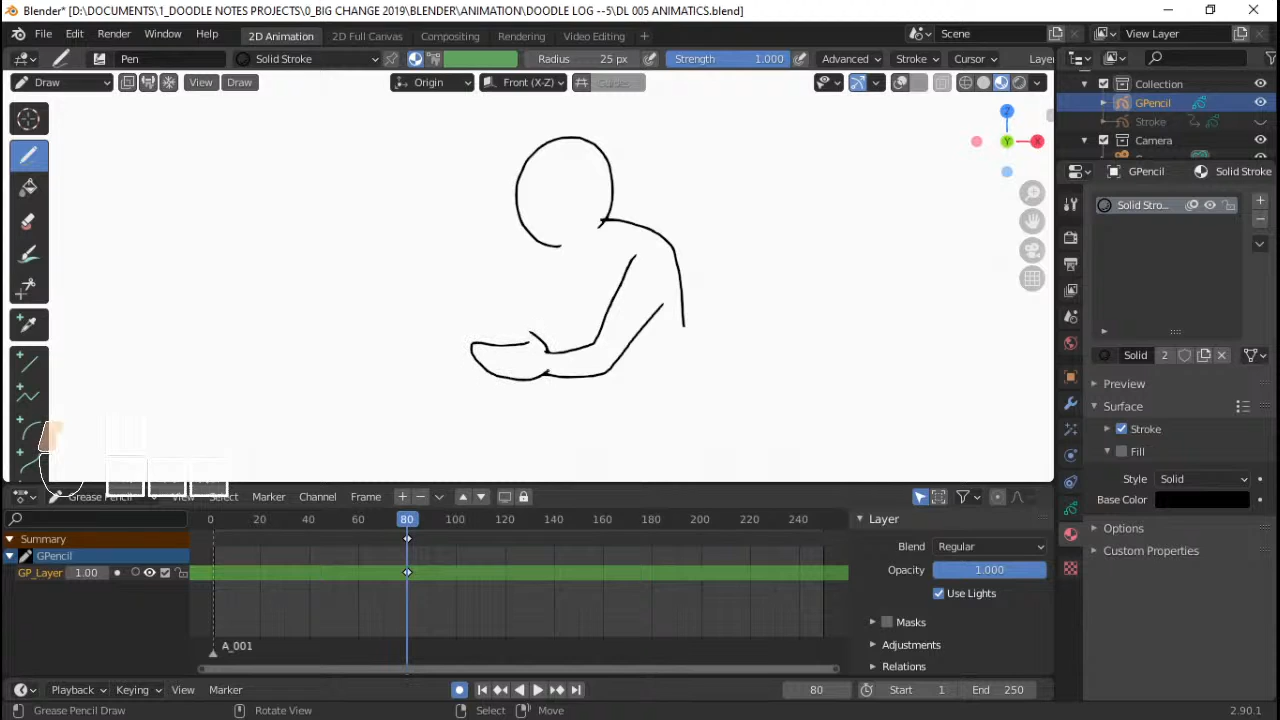 Blender* [D:\DOCUMENTS\1_DOODLE NOTES PROJECTS\0_BIG CHANGE 2019\BLENDER\ANIMATION\DOODLE LOG --5\DL 005 ANIMATICS.blend]
File Edit Render Window Help 2D Animation 2D Full Canvas Compositing Rendering Video Editing + Scene View Layer
Pen Solid Stroke Radius 25 px Strength 1.000 Advanced Stroke Cursor Layer
Draw View Draw Origin Front (X-Z) Guides
Collection
GPencil
Stroke
Camera
Z
Y X
GPencil Solid Stroke
Solid Stro...
Solid 2
Preview
Surface
Stroke
Fill
Style Solid
Base Color
Options
Custom Properties
Grease Pencil View Select Marker Channel Frame
0 20 40 60 80 100 120 140 160 180 200 220 240
Summary
GPencil
GP_Layer 1.00
A_001
Layer
Blend Regular
Opacity 1.000
Use Lights
Masks
Adjustments
Relations
Playback Keying View Marker 80 Start 1 End 250
Grease Pencil Draw Rotate View Select Move 2.90.1